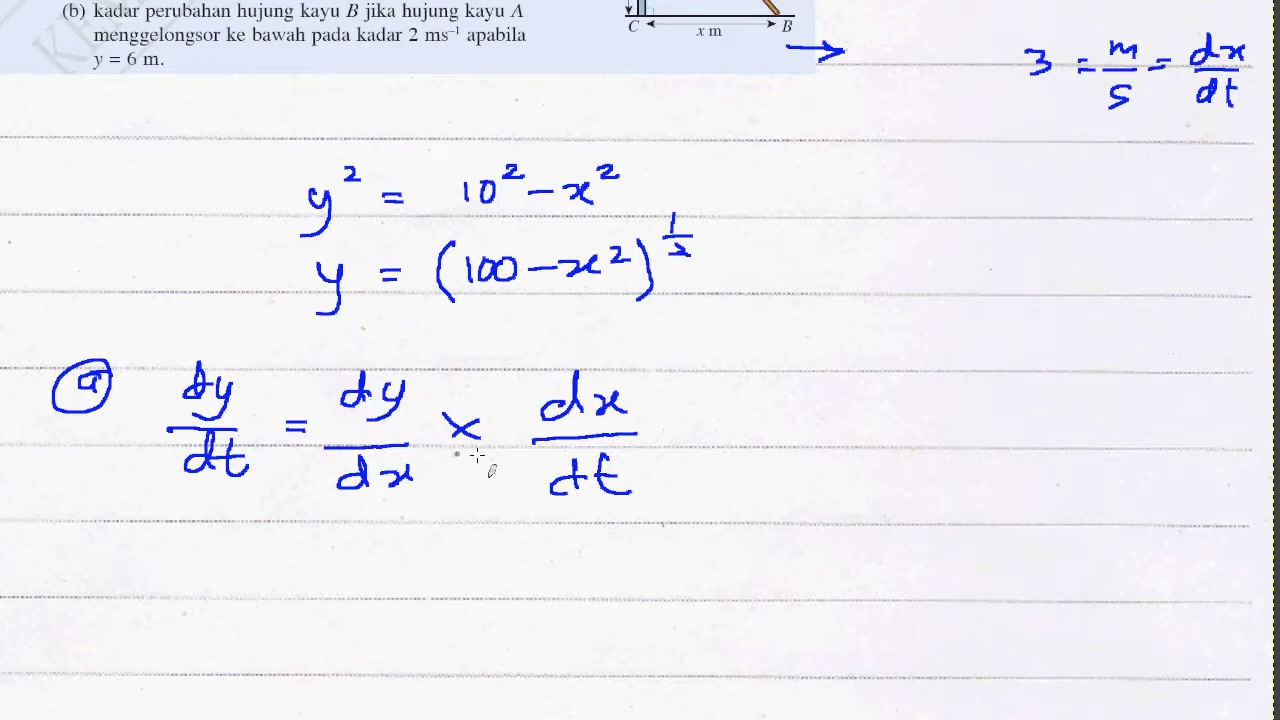 (b) kadar perubahan hujung kayu B jika hujung kayu A
menggelongsor ke bawah pada kadar 2 ms⁻¹ apabila
y = 6 m.
C x m B
3 = m/s = dx/dt
y² = 10² – x²
y = (100 – x²)^(1/2)
(a) dy/dt = dy/dx × dx/dt